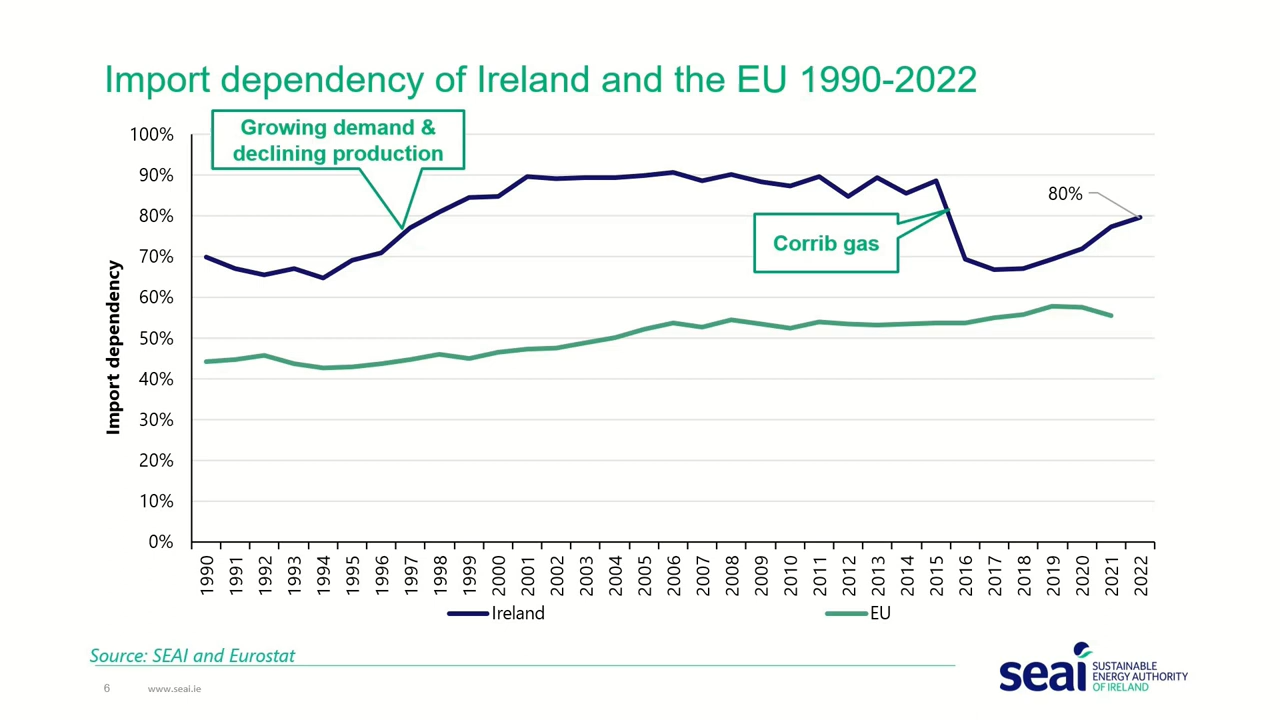 Import dependency of Ireland and the EU 1990-2022
Growing demand &
declining production
100%
90%
80%
70%
60%
50%
40%
30%
20%
10%
0%
Import dependency
80%
Corrib gas
1990 1991 1992 1993 1994 1995 1996 1997 1998 1999 2000 2001 2002 2003 2004 2005 2006 2007 2008 2009 2010 2011 2012 2013 2014 2015 2016 2017 2018 2019 2020 2021 2022
Ireland EU
Source: SEAI and Eurostat
6 www.seai.ie
seai
SUSTAINABLE
ENERGY AUTHORITY
OF IRELAND